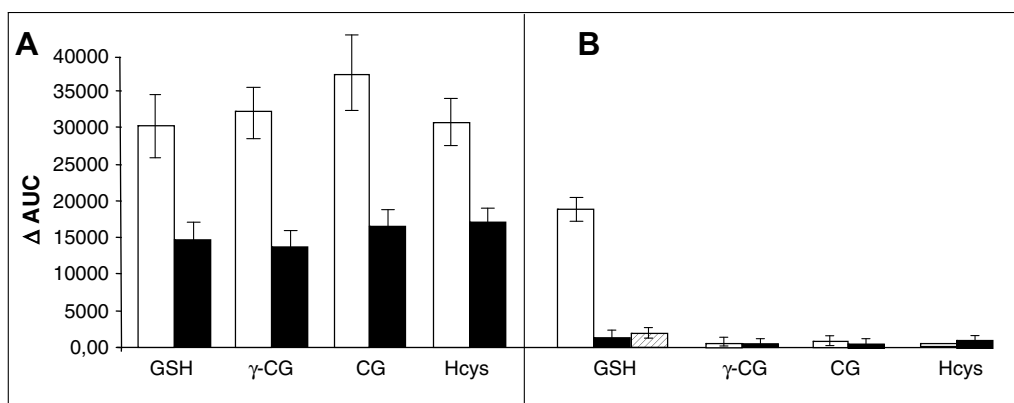 A
B
40000
35000
30000
25000
20000
15000
10000
5000
0,00
Δ AUC
GSH γ-CG CG Hcys
GSH γ-CG CG Hcys